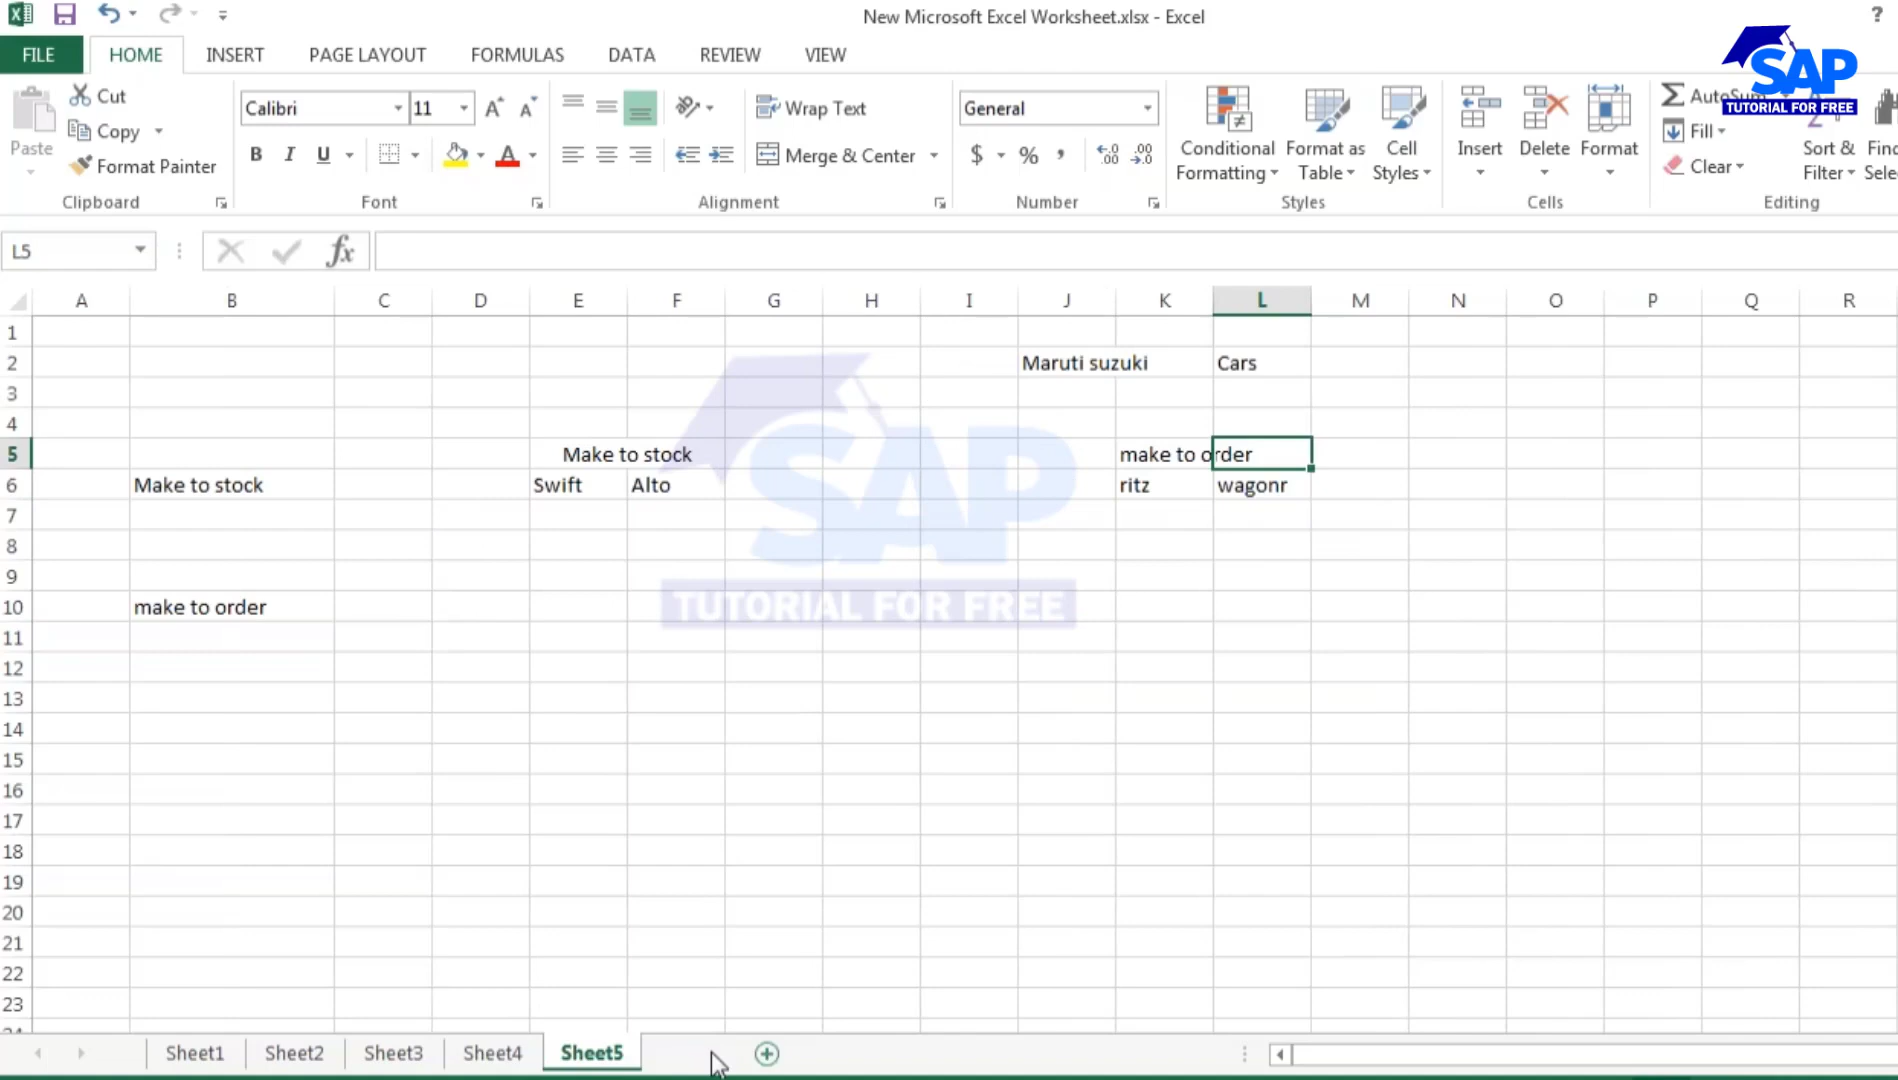 New Microsoft Excel Worksheet.xlsx - Excel
?
FILE HOME INSERT PAGE LAYOUT FORMULAS DATA REVIEW VIEW
SAP
TUTORIAL FOR FREE
Paste
Cut
Copy
Format Painter
Clipboard
Calibri 11
B I U
Font
Wrap Text
Merge & Center
Alignment
General
$ % ,
Number
Conditional Formatting
Format as Table
Cell Styles
Styles
Insert Delete Format
Cells
AutoSum
Fill
Clear
Sort & Filter
Editing
L5
fx
A B C D E F G H I J K L M N O P Q R
1
2 Maruti suzuki Cars
3
4
5 Make to stock make to order
6 Make to stock Swift Alto ritz wagonr
7
8
9
10 make to order
11
12
13
14
15
16
17
18
19
20
21
22
23
SAP
TUTORIAL FOR FREE
Sheet1 Sheet2 Sheet3 Sheet4 Sheet5